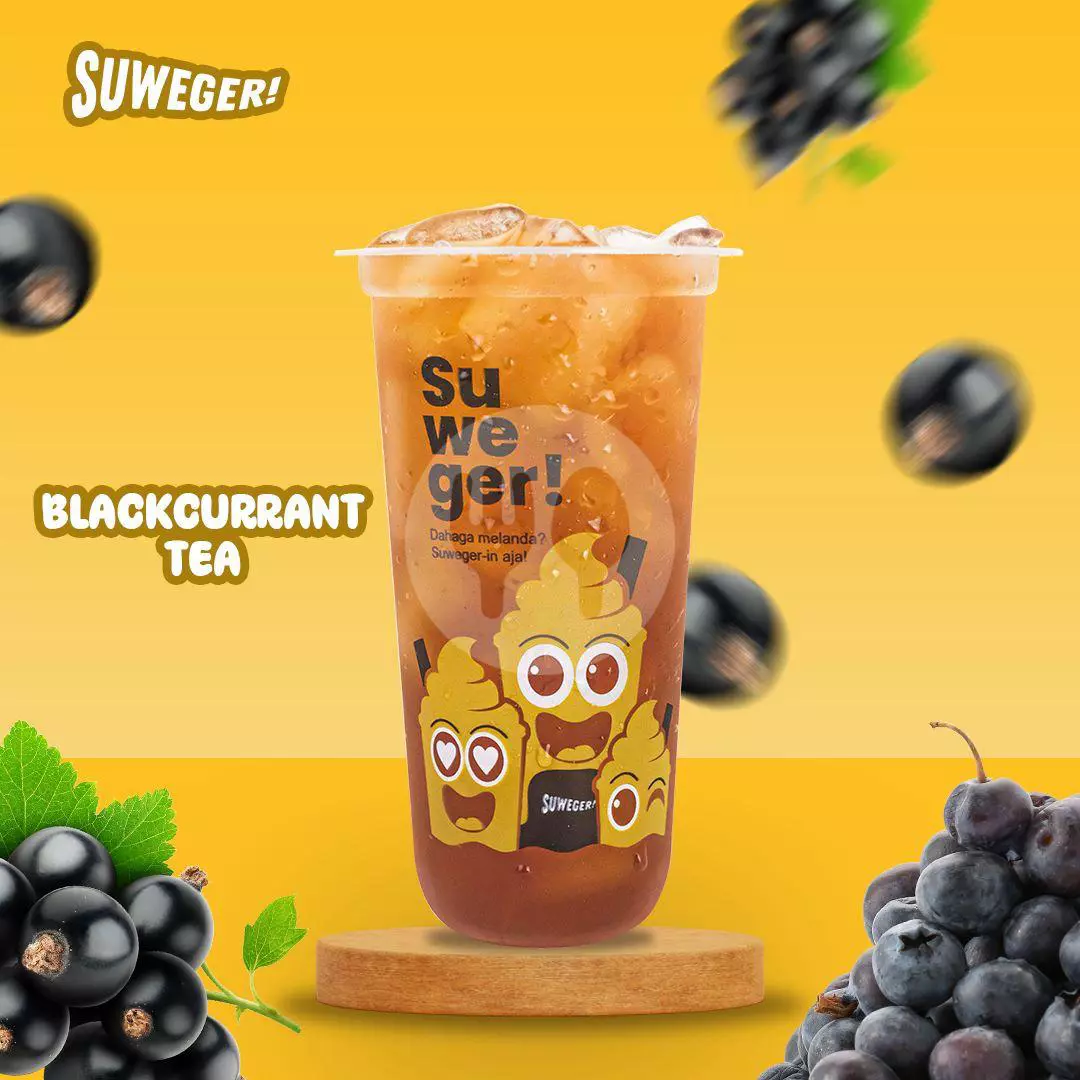 SUWEGER!
Su
we
ger!
Dahaga melanda?
Suweger-in aja!
BLACKCURRANT
TEA
SUWEGER!